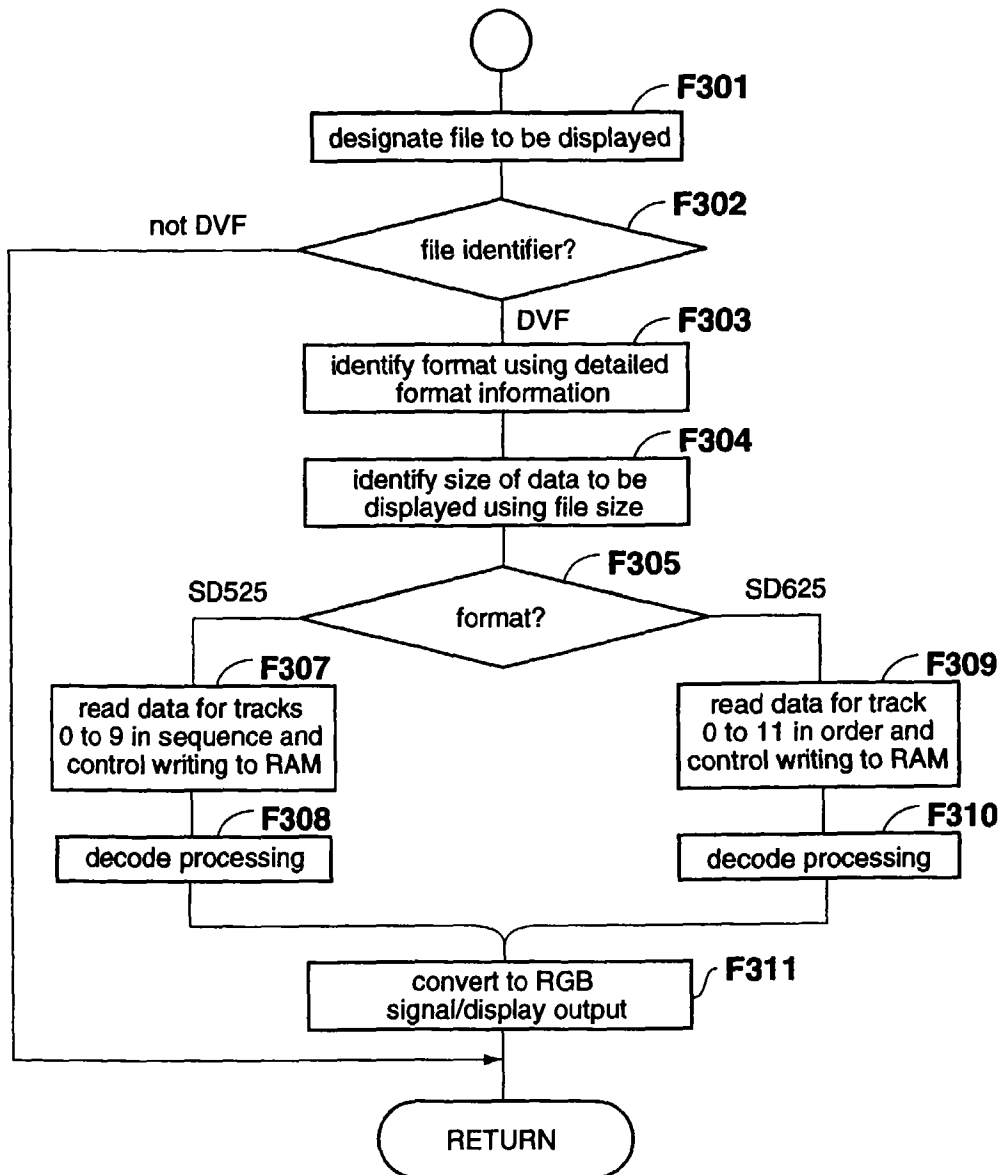 F301
designate file to be displayed
F302
not DVF
file identifier?
DVF
F303
identify format using detailed
format information
F304
identify size of data to be
displayed using file size
F305
SD525
format?
SD625
F307
read data for tracks
0 to 9 in sequence and
control writing to RAM
F309
read data for track
0 to 11 in order and
control writing to RAM
F308
decode processing
F310
decode processing
F311
convert to RGB
signal/display output
RETURN